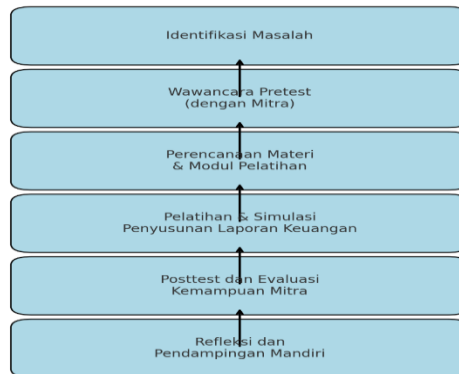 Identifikasi Masalah
Wawancara Pretest
(dengan Mitra)
Perencanaan Materi
& Modul Pelatihan
Pelatihan & Simulasi
Penyusunan Laporan Keuangan
Posttest dan Evaluasi
Kemampuan Mitra
Refleksi dan
Pendampingan Mandiri